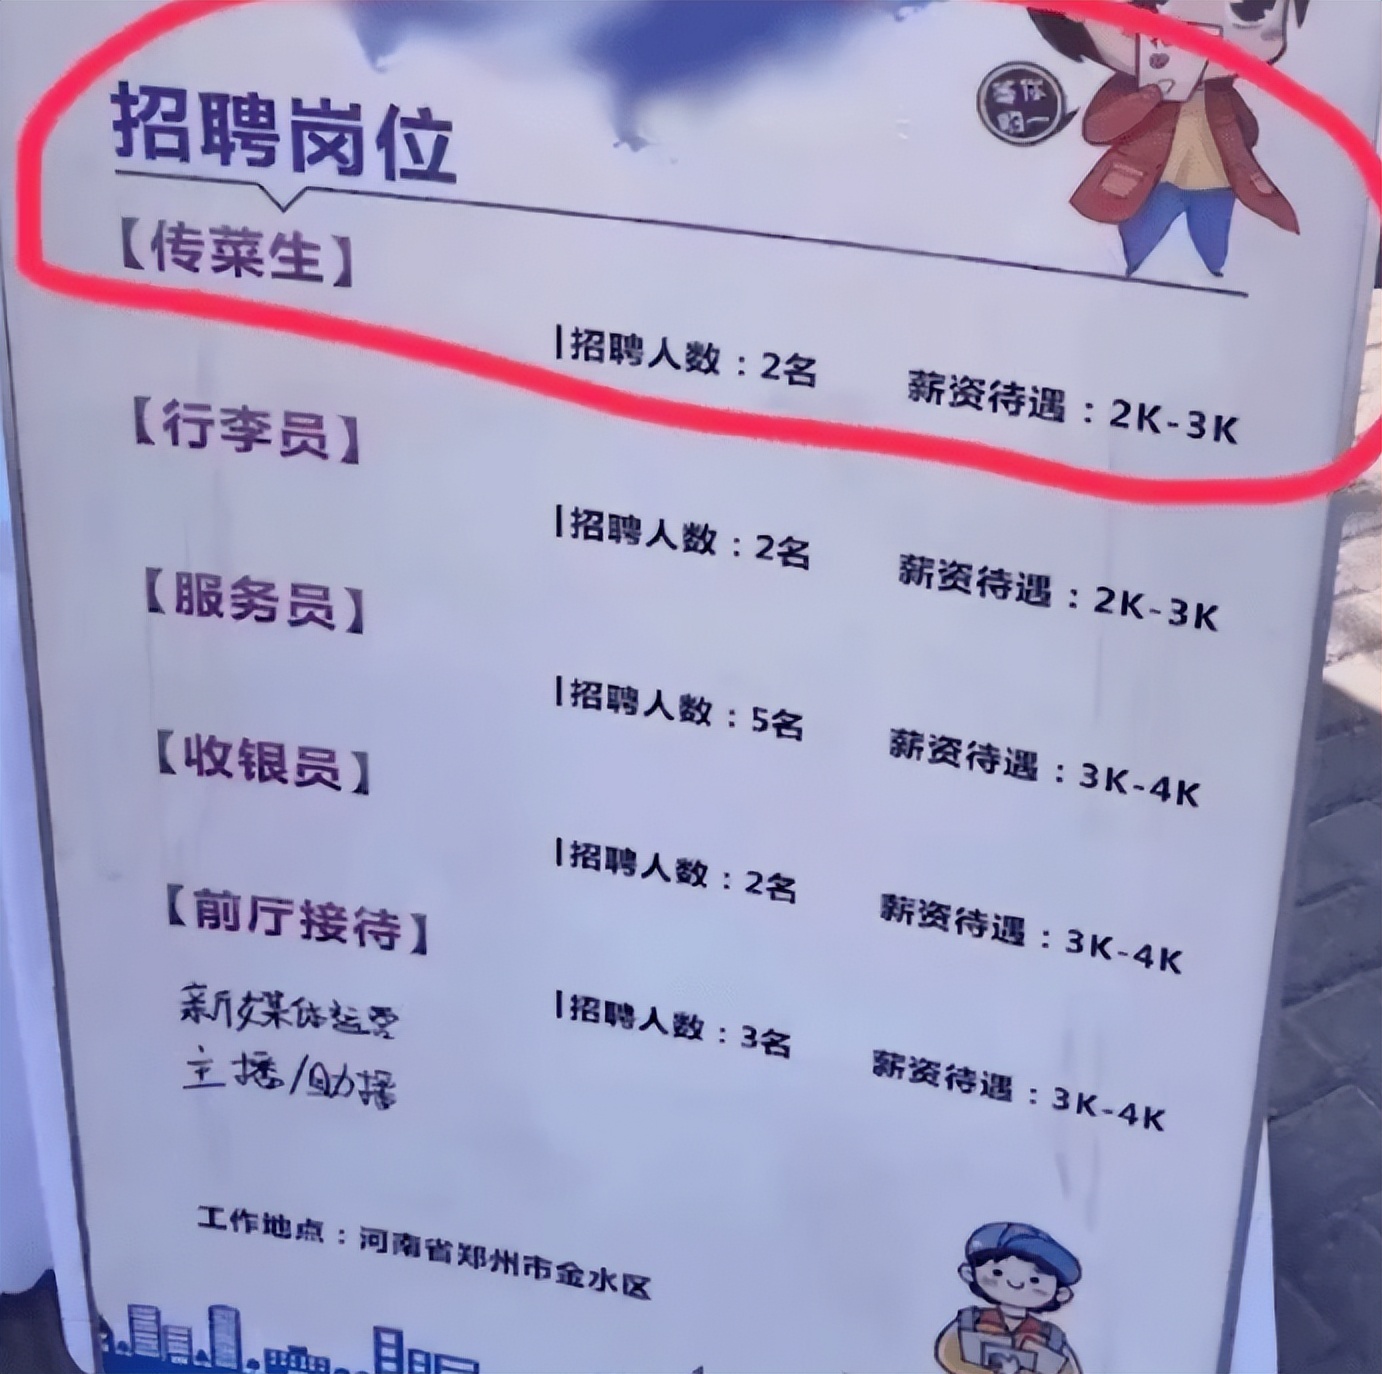 招聘岗位
【传菜生】
招聘人数：2名 薪资待遇：2K-3K
【行李员】
招聘人数：2名 薪资待遇：2K-3K
【服务员】
招聘人数：5名 薪资待遇：3K-4K
【收银员】
招聘人数：2名 薪资待遇：3K-4K
【前厅接待】
招聘人数：3名 薪资待遇：3K-4K
新媒体运营
主播/助播
工作地点：河南省郑州市金水区